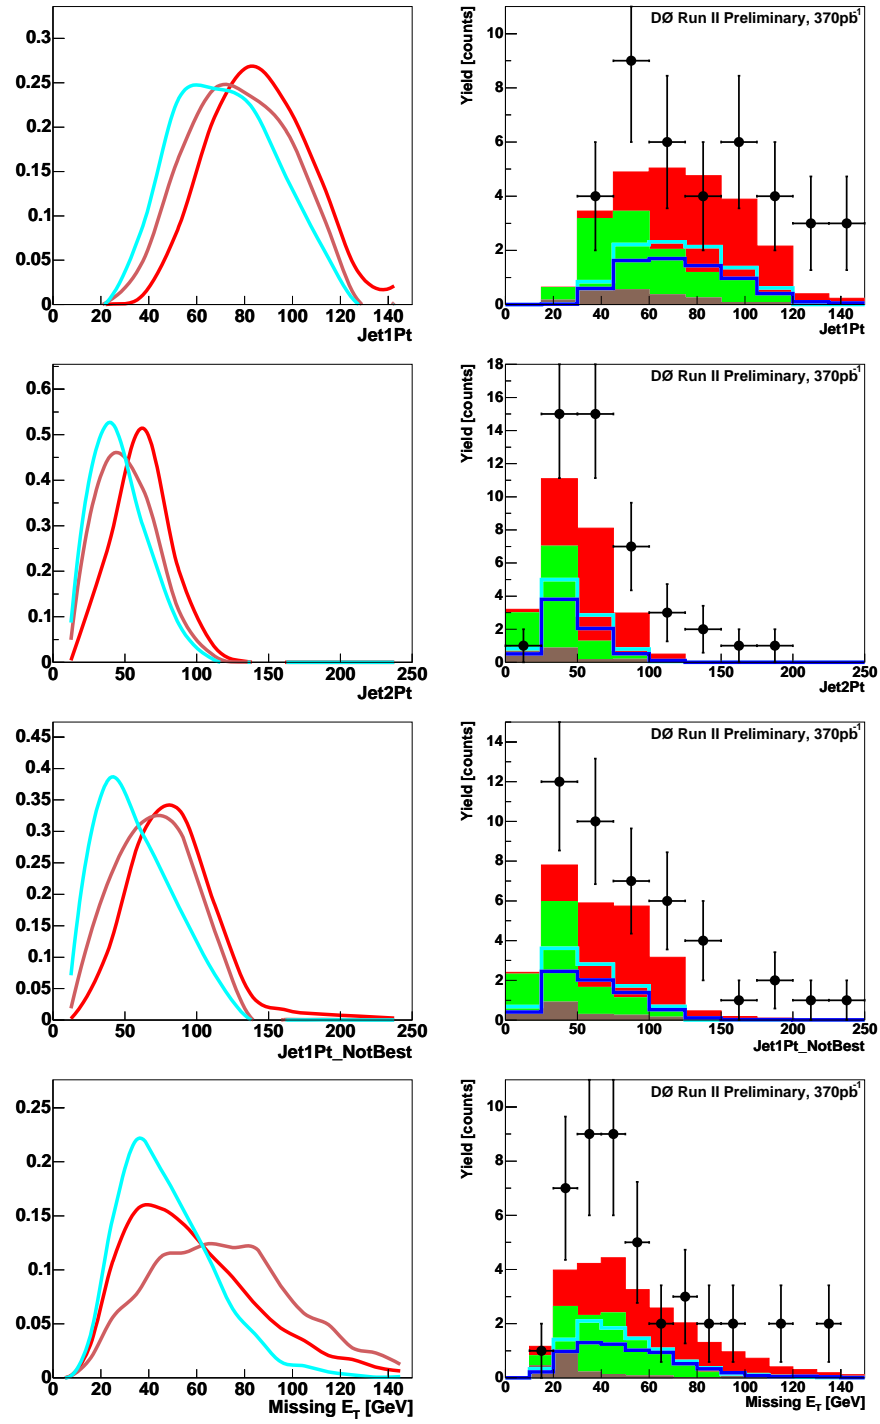 0.3
0.25
0.2
0.15
0.1
0.05
0
0 20 40 60 80 100 120 140
Jet1Pt
DØ Run II Preliminary, 370pb-1
Yield [counts]
10
8
6
4
2
0
0 20 40 60 80 100 120 140
Jet1Pt
0.6
0.5
0.4
0.3
0.2
0.1
0
0 50 100 150 200 250
Jet2Pt
DØ Run II Preliminary, 370pb-1
Yield [counts]
18
16
14
12
10
8
6
4
2
0
0 50 100 150 200 250
Jet2Pt
0.45
0.4
0.35
0.3
0.25
0.2
0.15
0.1
0.05
0
0 50 100 150 200 250
Jet1Pt_NotBest
DØ Run II Preliminary, 370pb-1
Yield [counts]
14
12
10
8
6
4
2
0
0 50 100 150 200 250
Jet1Pt_NotBest
0.25
0.2
0.15
0.1
0.05
0
0 20 40 60 80 100 120 140
Missing ET [GeV]
DØ Run II Preliminary, 370pb-1
Yield [counts]
10
8
6
4
2
0
0 20 40 60 80 100 120 140
Missing ET [GeV]